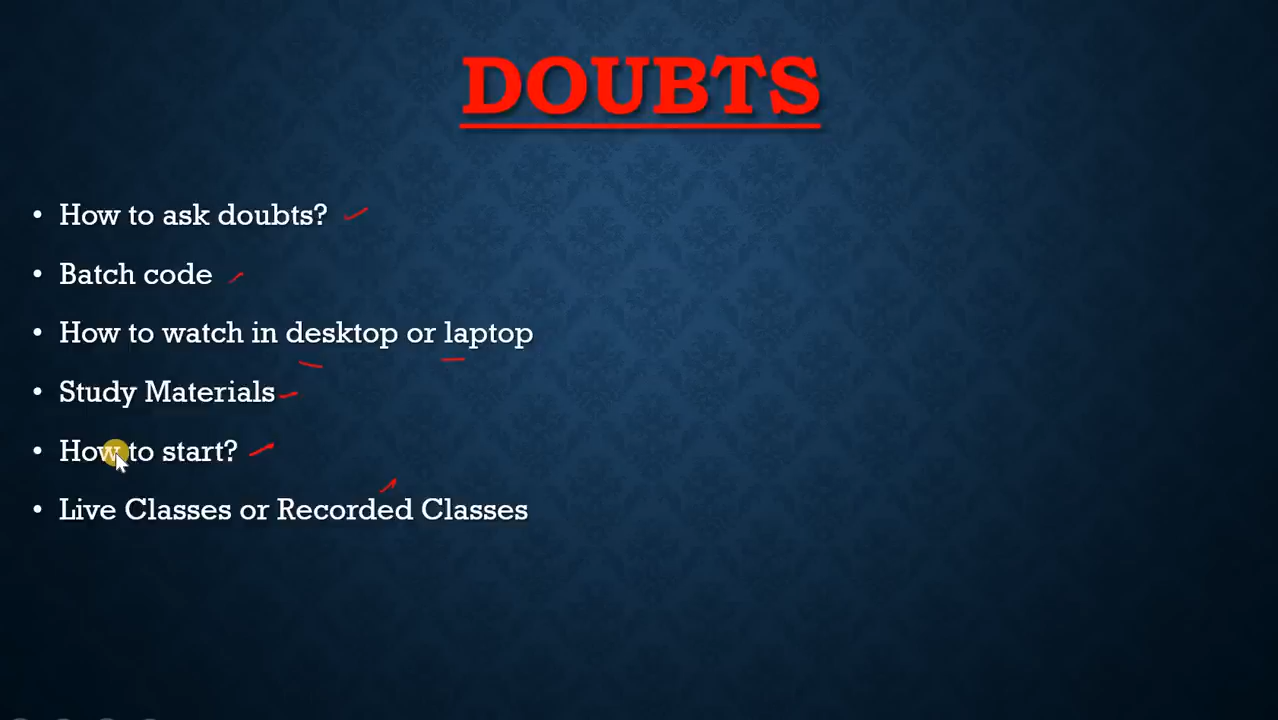 DOUBTS
• How to ask doubts?
• Batch code
• How to watch in desktop or laptop
• Study Materials
• How to start?
• Live Classes or Recorded Classes